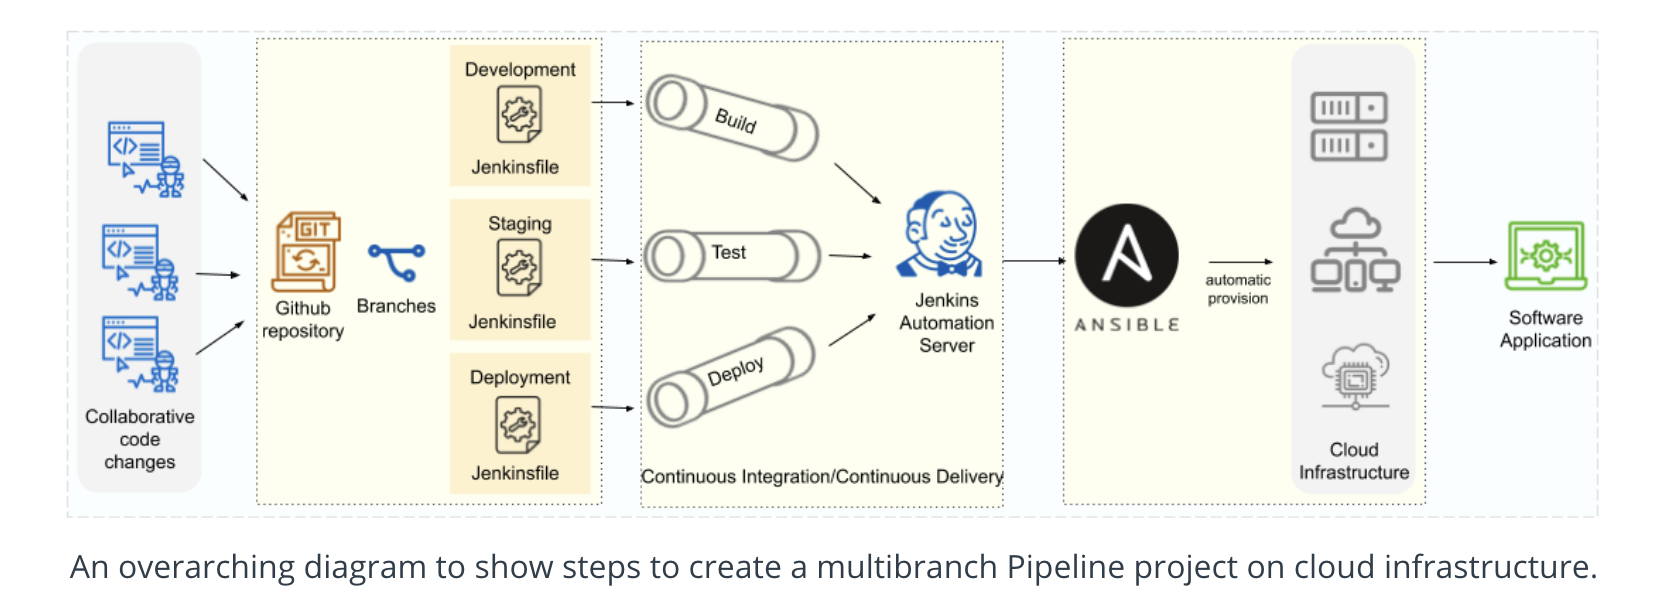 Collaborative
code
changes
GIT
Github
repository
Branches
Development
Jenkinsfile
Staging
Jenkinsfile
Deployment
Jenkinsfile
Build
Test
Deploy
Jenkins
Automation
Server
Continuous Integration/Continuous Delivery
ANSIBLE
automatic
provision
Cloud
Infrastructure
Software
Application
An overarching diagram to show steps to create a multibranch Pipeline project on cloud infrastructure.